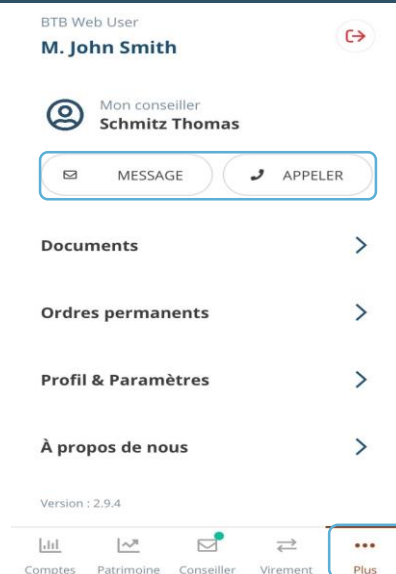 BTB Web User
M. John Smith
Mon conseiller
Schmitz Thomas
MESSAGE
APPELER
Documents
Ordres permanents
Profil & Paramètres
À propos de nous
Version : 2.9.4
Comptes Patrimoine Conseiller Virement Plus